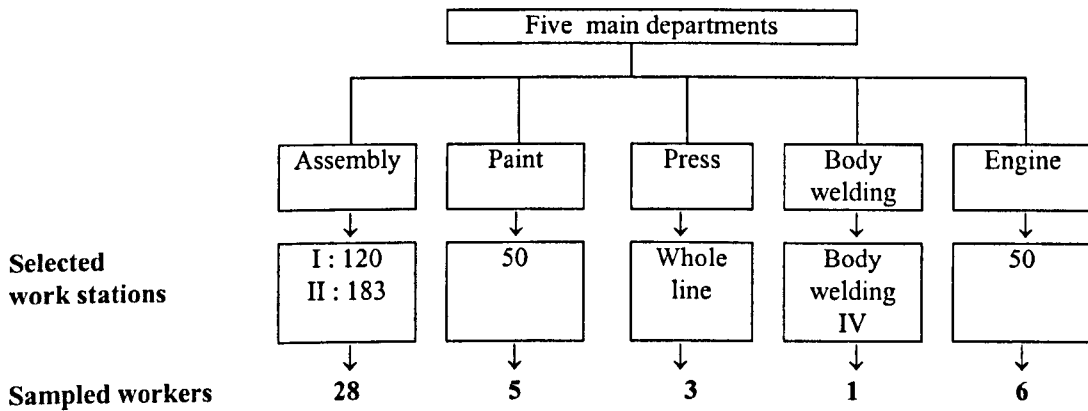 Five main departments
Assembly Paint Press Body welding Engine
Selected work stations
I : 120
II : 183
50
Whole line
Body welding IV
50
Sampled workers 28 5 3 1 6